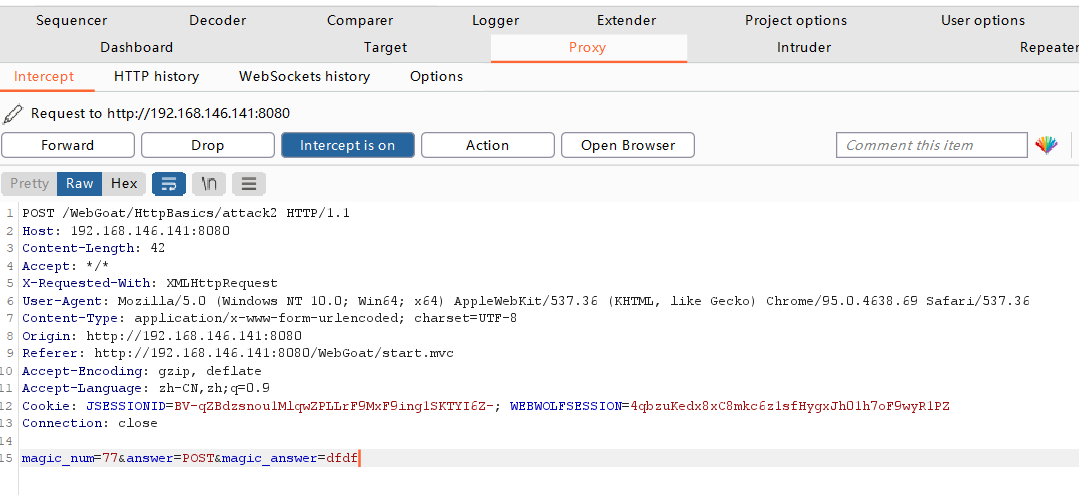 Sequencer Decoder Comparer Logger Extender Project options User options
Dashboard Target Proxy Intruder Repeater
Intercept HTTP history WebSockets history Options
Request to http://192.168.146.141:8080
Forward Drop Intercept is on Action Open Browser Comment this item
Pretty Raw Hex \n
1 POST /WebGoat/HttpBasics/attack2 HTTP/1.1
2 Host: 192.168.146.141:8080
3 Content-Length: 42
4 Accept: */*
5 X-Requested-With: XMLHttpRequest
6 User-Agent: Mozilla/5.0 (Windows NT 10.0; Win64; x64) AppleWebKit/537.36 (KHTML, like Gecko) Chrome/95.0.4638.69 Safari/537.36
7 Content-Type: application/x-www-form-urlencoded; charset=UTF-8
8 Origin: http://192.168.146.141:8080
9 Referer: http://192.168.146.141:8080/WebGoat/start.mvc
10 Accept-Encoding: gzip, deflate
11 Accept-Language: zh-CN,zh;q=0.9
12 Cookie: JSESSIONID=; WEBWOLFSESSION=
13 Connection: close
14
15 magic_num=77&answer=POST&magic_answer=dfdf